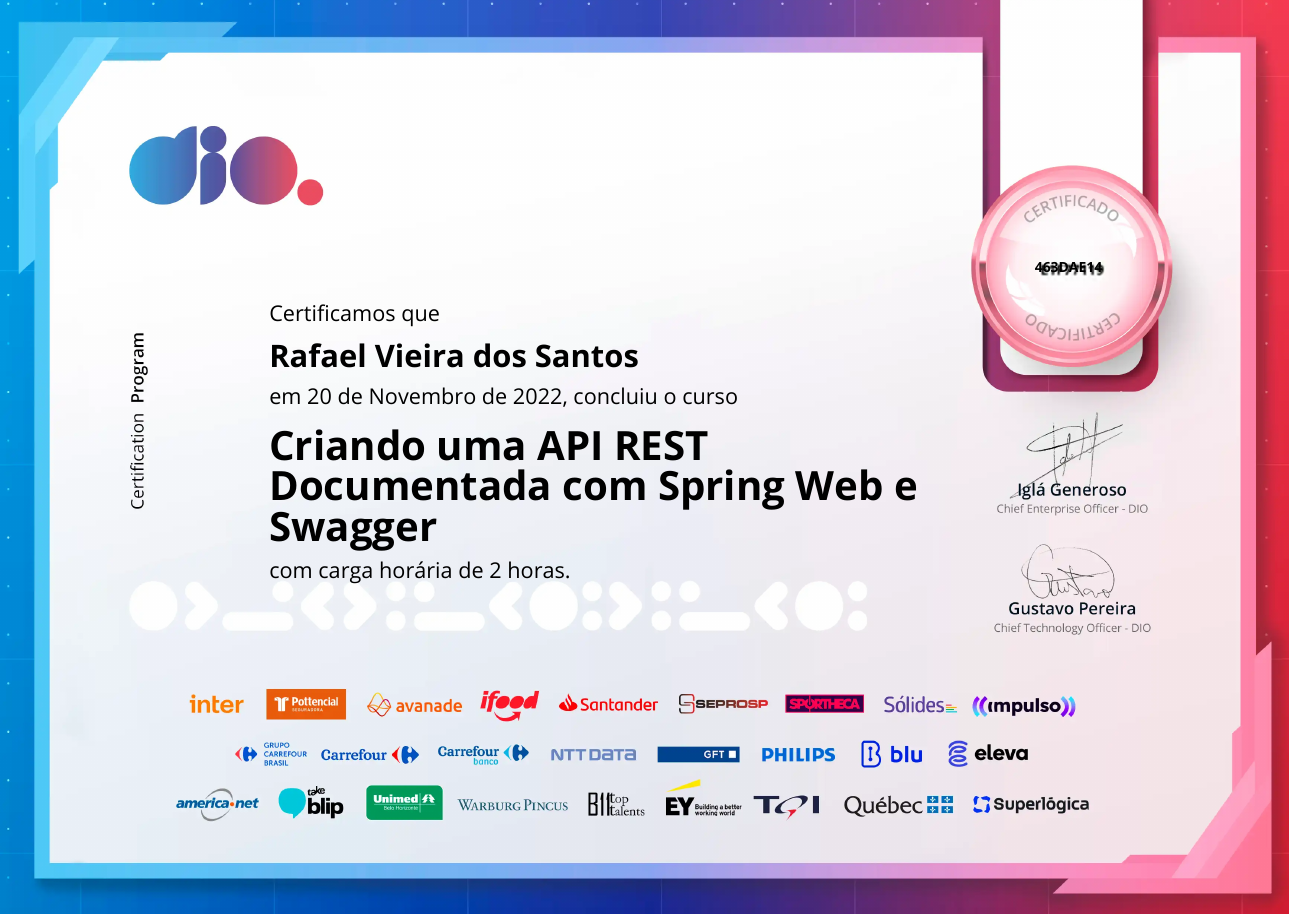 dio.
CERTIFICADO
463DAE14
CERTIFICADO
Certification Program
Certificamos que
Rafael Vieira dos Santos
em 20 de Novembro de 2022, concluiu o curso
Criando uma API REST
Documentada com Spring Web e
Swagger
com carga horária de 2 horas.
Iglá Generoso
Chief Enterprise Officer - DIO
Gustavo Pereira
Chief Technology Officer - DIO
inter Pottencial SEGURADORA avanade ifood Santander SEPROSP SPORTHECA Sólides impulso
GRUPO CARREFOUR BRASIL Carrefour Carrefour banco NTT DATA GFT PHILIPS blu eleva
america.net take blip Unimed Belo Horizonte WARBURG PINCUS B11 top talents EY Building a better working world TQI Québec Superlógica